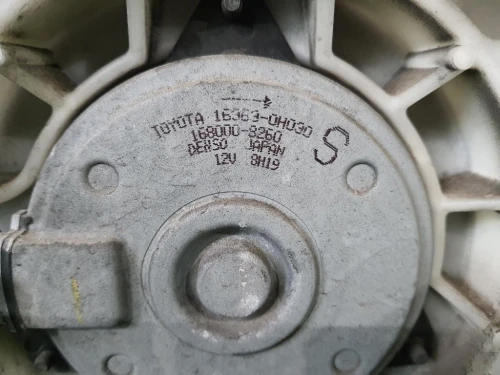 TOYOTA 16363-0H030
168000-8260
DENSO JAPAN
12V 8H19
S